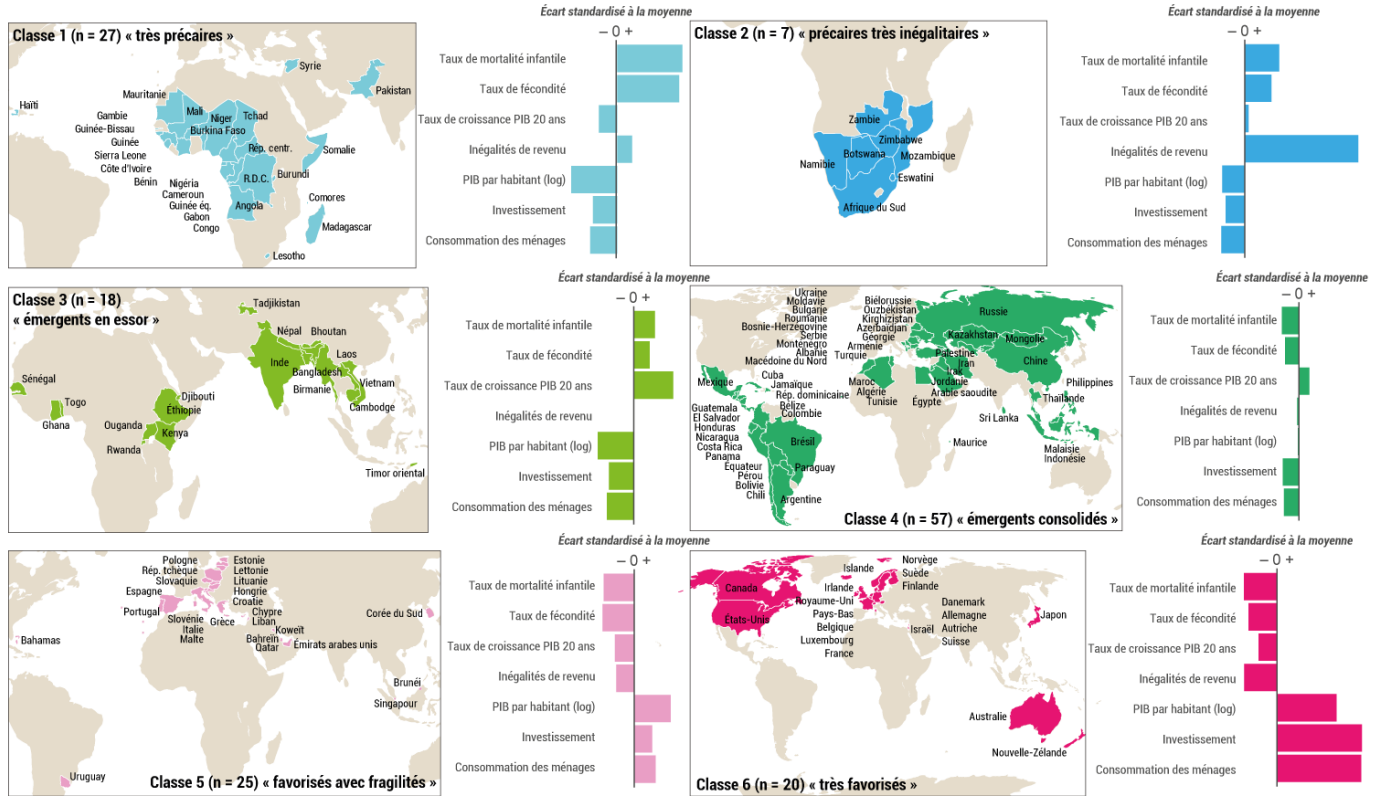 Classe 1 (n = 27) « très précaires »
Syrie
Pakistan
Haïti
Mauritanie
Mali
Niger
Tchad
Gambie
Guinée-Bissau
Burkina Faso
Guinée
Rép. centr.
Sierra Leone
Somalie
Côte d'Ivoire
Bénin
R.D.C.
Burundi
Nigéria
Cameroun
Guinée éq.
Gabon
Congo
Angola
Comores
Madagascar
Lesotho
Écart standardisé à la moyenne
– 0 +
Taux de mortalité infantile
Taux de fécondité
Taux de croissance PIB 20 ans
Inégalités de revenu
PIB par habitant (log)
Investissement
Consommation des ménages
Classe 2 (n = 7) « précaires très inégalitaires »
Zambie
Zimbabwe
Namibie
Botswana
Mozambique
Eswatini
Afrique du Sud
Écart standardisé à la moyenne
– 0 +
Taux de mortalité infantile
Taux de fécondité
Taux de croissance PIB 20 ans
Inégalités de revenu
PIB par habitant (log)
Investissement
Consommation des ménages
Classe 3 (n = 18)
« émergents en essor »
Tadjikistan
Népal
Bhoutan
Inde
Laos
Bangladesh
Birmanie
Vietnam
Cambodge
Sénégal
Togo
Ghana
Djibouti
Éthiopie
Ouganda
Kenya
Rwanda
Timor oriental
Écart standardisé à la moyenne
– 0 +
Taux de mortalité infantile
Taux de fécondité
Taux de croissance PIB 20 ans
Inégalités de revenu
PIB par habitant (log)
Investissement
Consommation des ménages
Ukraine
Moldavie
Bulgarie
Roumanie
Bosnie-Herzégovine
Serbie
Monténégro
Albanie
Macédoine du Nord
Biélorussie
Ouzbékistan
Kirghizistan
Azerbaïdjan
Géorgie
Arménie
Turquie
Russie
Kazakhstan
Mongolie
Chine
Palestine
Iran
Irak
Jordanie
Arabie saoudite
Mexique
Cuba
Jamaïque
Rép. dominicaine
Bélize
Colombie
Maroc
Algérie
Tunisie
Égypte
Philippines
Thaïlande
Sri Lanka
Guatemala
El Salvador
Honduras
Nicaragua
Costa Rica
Panama
Équateur
Pérou
Bolivie
Chili
Brésil
Paraguay
Argentine
Maurice
Malaisie
Indonésie
Classe 4 (n = 57) « émergents consolidés »
Écart standardisé à la moyenne
– 0 +
Taux de mortalité infantile
Taux de fécondité
Taux de croissance PIB 20 ans
Inégalités de revenu
PIB par habitant (log)
Investissement
Consommation des ménages
Pologne
Rép. tchèque
Slovaquie
Espagne
Portugal
Estonie
Lettonie
Lituanie
Hongrie
Croatie
Chypre
Liban
Slovénie
Italie
Malte
Grèce
Koweït
Bahreïn
Qatar
Émirats arabes unis
Corée du Sud
Bahamas
Brunéi
Singapour
Uruguay
Classe 5 (n = 25) « favorisés avec fragilités »
Écart standardisé à la moyenne
– 0 +
Taux de mortalité infantile
Taux de fécondité
Taux de croissance PIB 20 ans
Inégalités de revenu
PIB par habitant (log)
Investissement
Consommation des ménages
Canada
États-Unis
Islande
Irlande
Royaume-Uni
Pays-Bas
Belgique
Luxembourg
France
Norvège
Suède
Finlande
Danemark
Allemagne
Autriche
Suisse
Israël
Japon
Australie
Nouvelle-Zélande
Classe 6 (n = 20) « très favorisés »
Écart standardisé à la moyenne
– 0 +
Taux de mortalité infantile
Taux de fécondité
Taux de croissance PIB 20 ans
Inégalités de revenu
PIB par habitant (log)
Investissement
Consommation des ménages